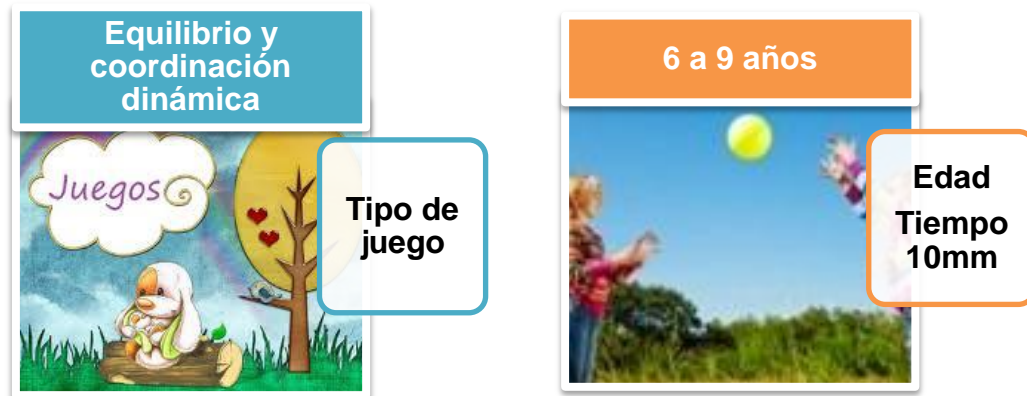 Equilibrio y
coordinación
dinámica
Juegos
Tipo de
juego
6 a 9 años
Edad
Tiempo
10mm